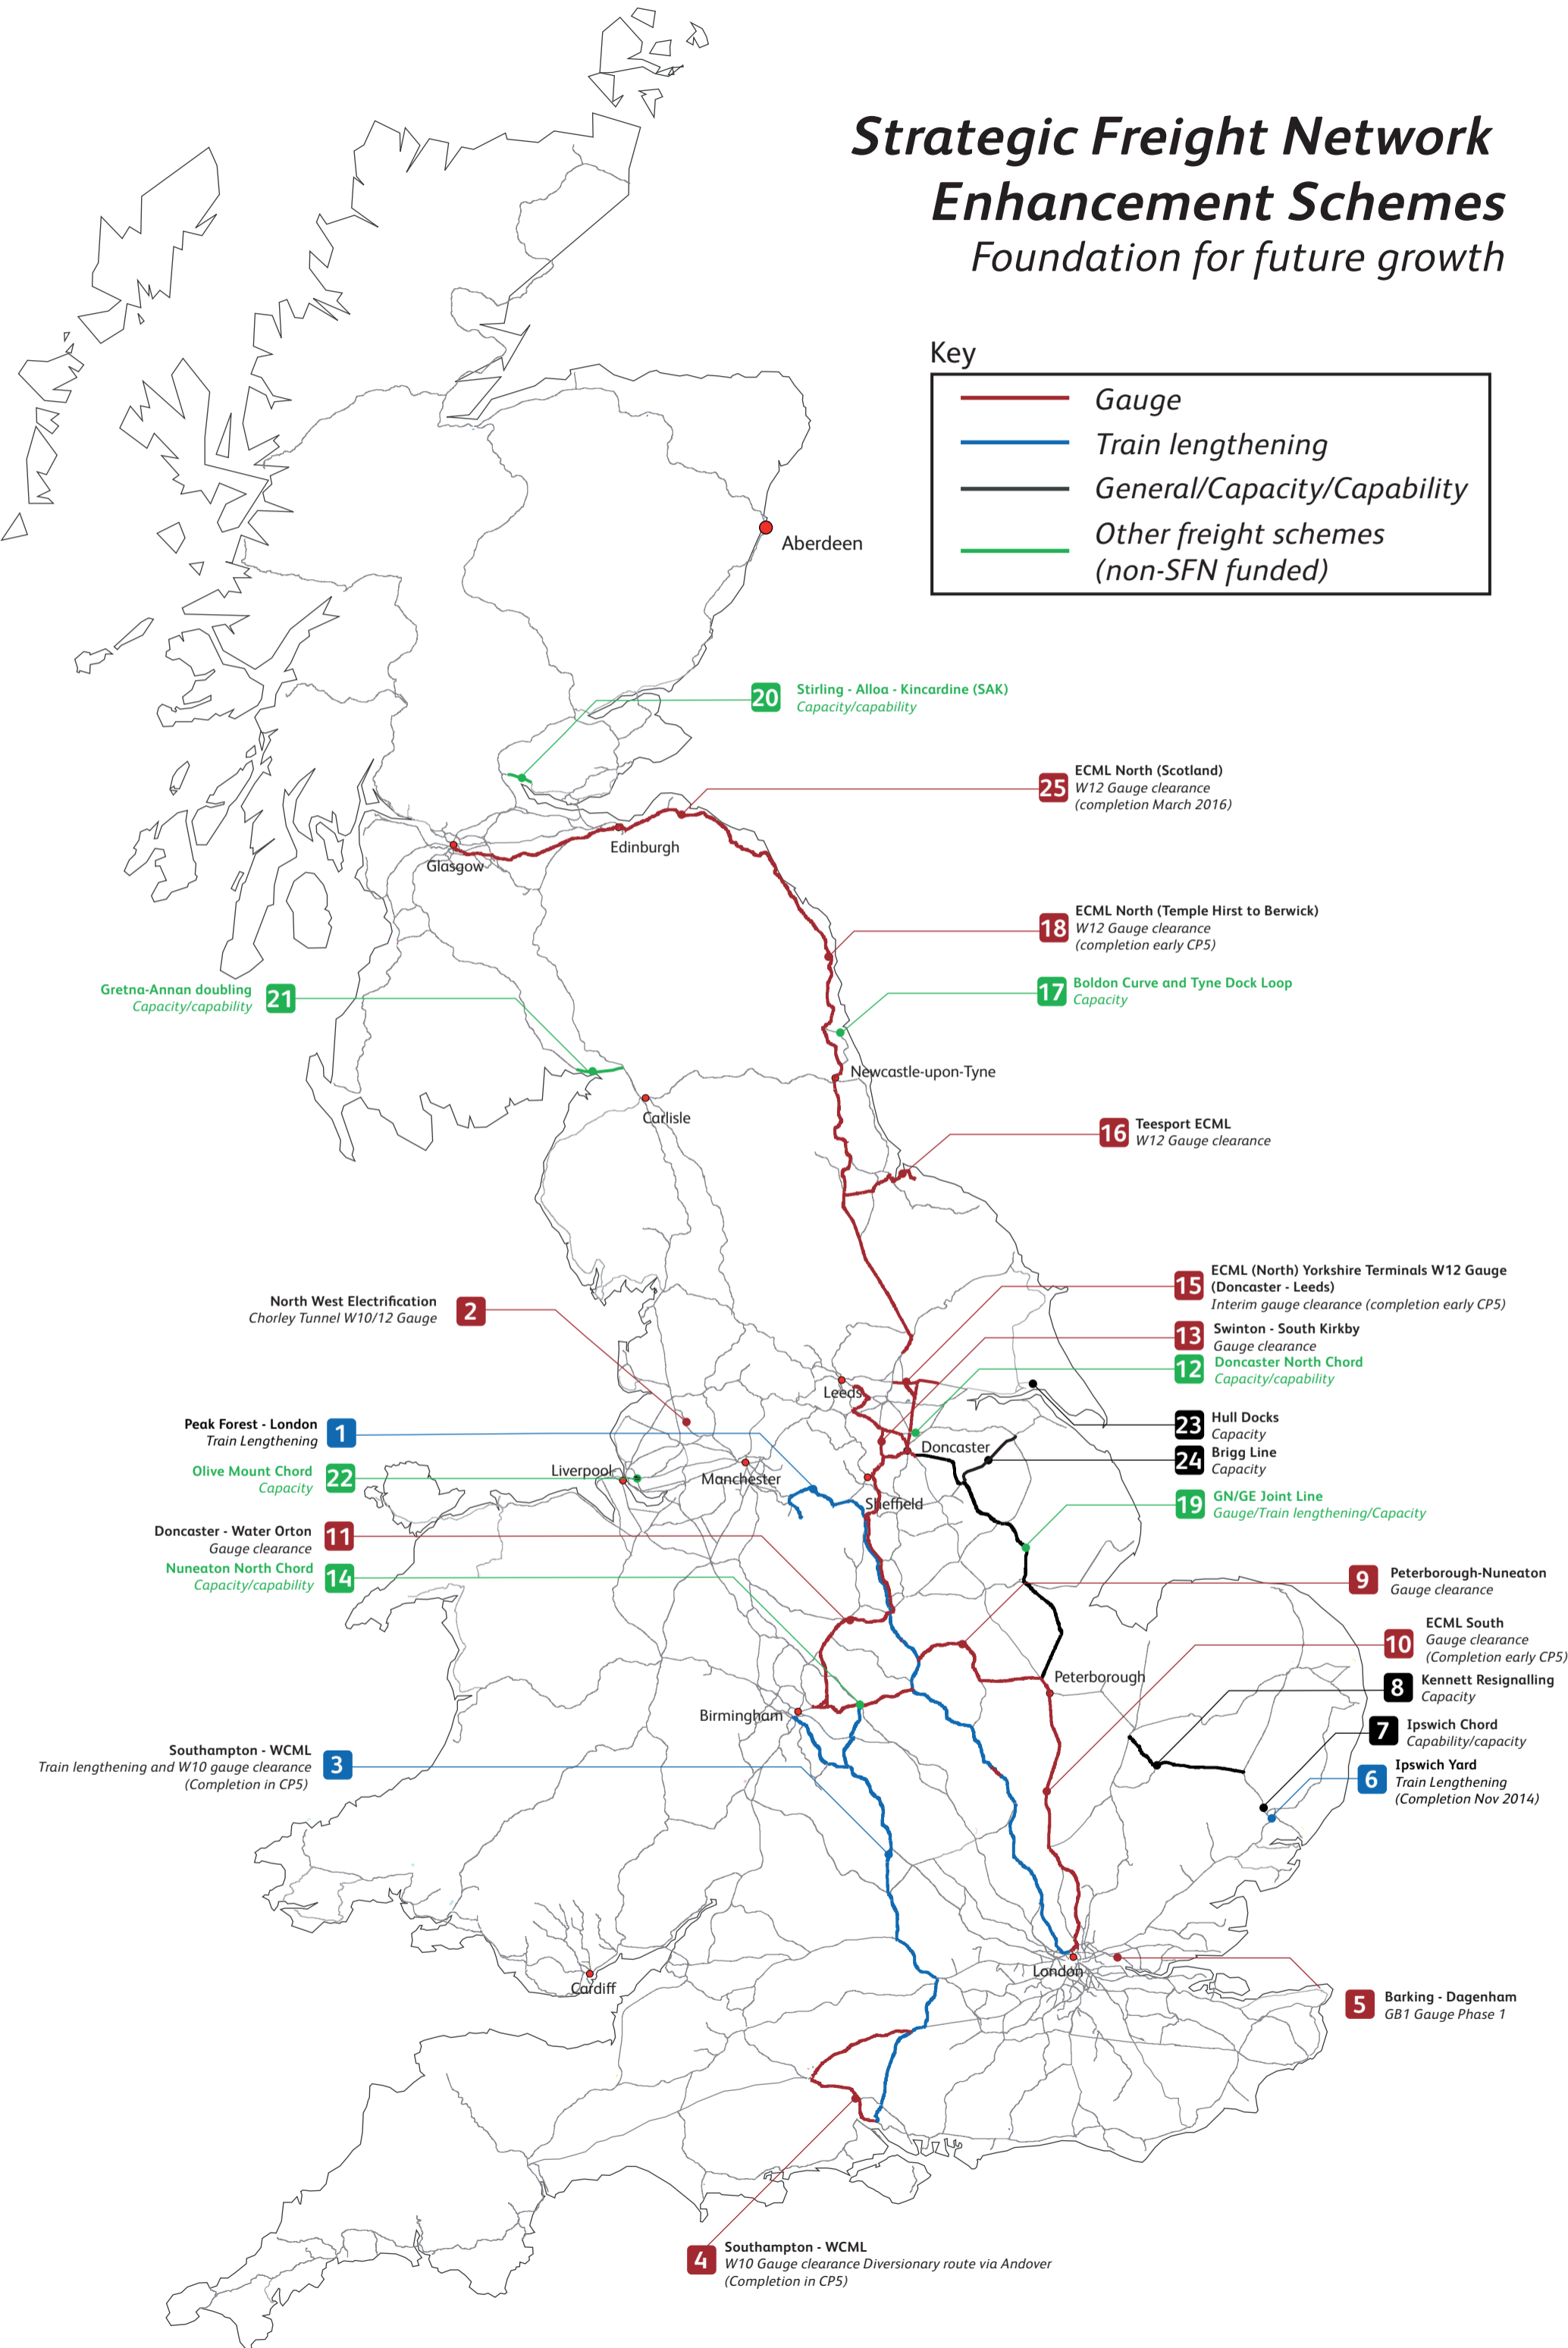 Strategic Freight Network
Enhancement Schemes
Foundation for future growth
Key
Gauge
Train lengthening
General/Capacity/Capability
Other freight schemes
(non-SFN funded)
Aberdeen
20
Stirling - Alloa - Kincardine (SAK)
Capacity/capability
25
ECML North (Scotland)
W12 Gauge clearance
(completion March 2016)
Edinburgh
Glasgow
18
ECML North (Temple Hirst to Berwick)
W12 Gauge clearance
(completion early CP5)
Gretna-Annan doubling
Capacity/capability
21
17
Boldon Curve and Tyne Dock Loop
Capacity
Newcastle-upon-Tyne
Carlisle
16
Teesport ECML
W12 Gauge clearance
15
ECML (North) Yorkshire Terminals W12 Gauge
(Doncaster - Leeds)
Interim gauge clearance (completion early CP5)
North West Electrification
Chorley Tunnel W10/12 Gauge
2
13
Swinton - South Kirkby
Gauge clearance
12
Doncaster North Chord
Capacity/capability
Leeds
23
Hull Docks
Capacity
Peak Forest - London
Train Lengthening
1
Doncaster
24
Brigg Line
Capacity
Olive Mount Chord
Capacity
22
Liverpool
Manchester
Sheffield
19
GN/GE Joint Line
Gauge/Train lengthening/Capacity
Doncaster - Water Orton
Gauge clearance
11
Nuneaton North Chord
Capacity/capability
14
9
Peterborough-Nuneaton
Gauge clearance
10
ECML South
Gauge clearance
(Completion early CP5)
Peterborough
8
Kennett Resignalling
Capacity
Birmingham
7
Ipswich Chord
Capability/capacity
Southampton - WCML
Train lengthening and W10 gauge clearance
(Completion in CP5)
3
6
Ipswich Yard
Train Lengthening
(Completion Nov 2014)
London
Cardiff
5
Barking - Dagenham
GB1 Gauge Phase 1
4
Southampton - WCML
W10 Gauge clearance Diversionary route via Andover
(Completion in CP5)